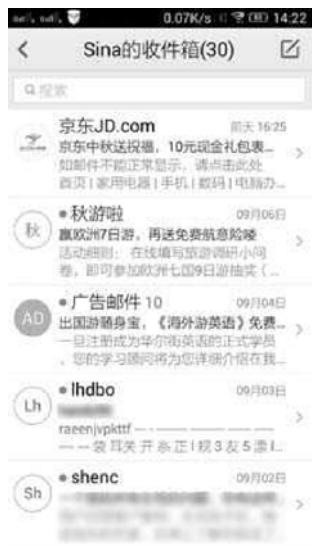 0.07K/s 14:22
Sina的收件箱(30)
搜索
京东JD.com 前天 16:25
京东中秋送祝福,10元现金礼包表...
如邮件不能正常显示,请点击此处
首页 | 家用电器 | 手机 | 数码 | 电脑办...
秋 秋游啦 09月06日
赢欧洲7日游,再送免费航意险喽
活动细则: 在线填写旅游调研小问
卷,即可参加欧洲七国9日游抽奖(...
AD 广告邮件 10 09月04日
出国游随身宝,《海外游英语》免费...
一旦注册成为华尔街英语的正式学员
、您的学习顾问将为您详细介绍在我...
Lh lhdbo 09月03日
raeenjvpkttf — - — — — — —
Sh shenc 09月02日